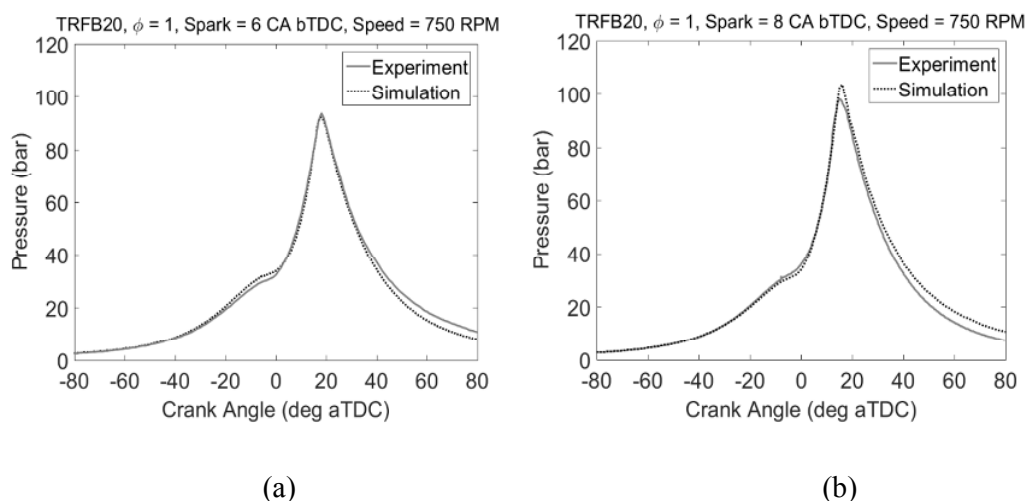 TRFB20, ϕ = 1, Spark = 6 CA bTDC, Speed = 750 RPM
120
100
80
60
40
20
0
Pressure (bar)
Experiment
Simulation
-80 -60 -40 -20 0 20 40 60 80
Crank Angle (deg aTDC)
(a)
TRFB20, ϕ = 1, Spark = 8 CA bTDC, Speed = 750 RPM
120
100
80
60
40
20
0
Pressure (bar)
Experiment
Simulation
-80 -60 -40 -20 0 20 40 60 80
Crank Angle (deg aTDC)
(b)